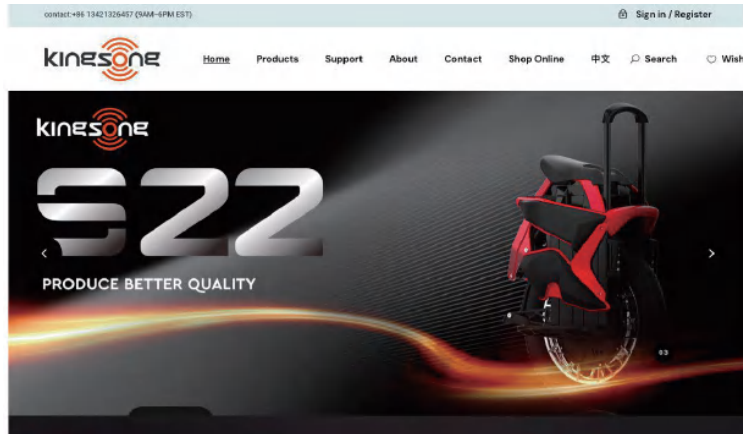 contact:+86 13421326457 (9AM-6PM EST)
Sign in / Register
kinesone
Home Products Support About Contact Shop Online 中文 Search Wish
kinesone
S22
PRODUCE BETTER QUALITY
03